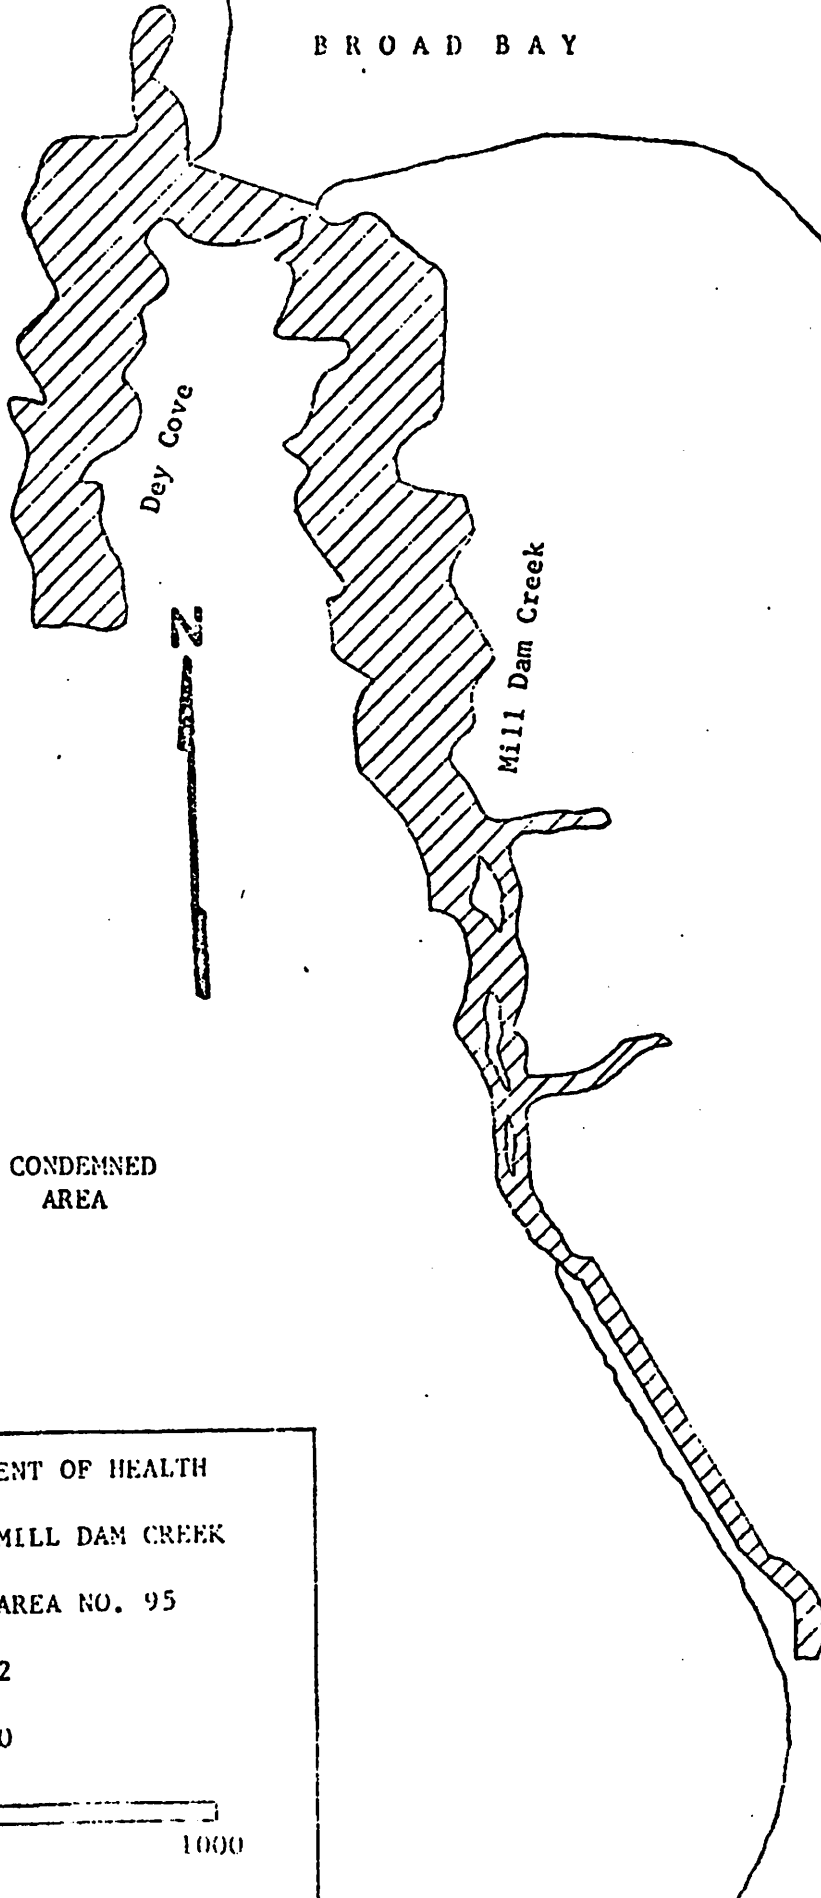 BROAD BAY
Dey Cove
Mill Dam Creek
N
CONDEMNED
AREA
ENT OF HEALTH
MILL DAM CREEK
AREA NO. 95
2
0
1000